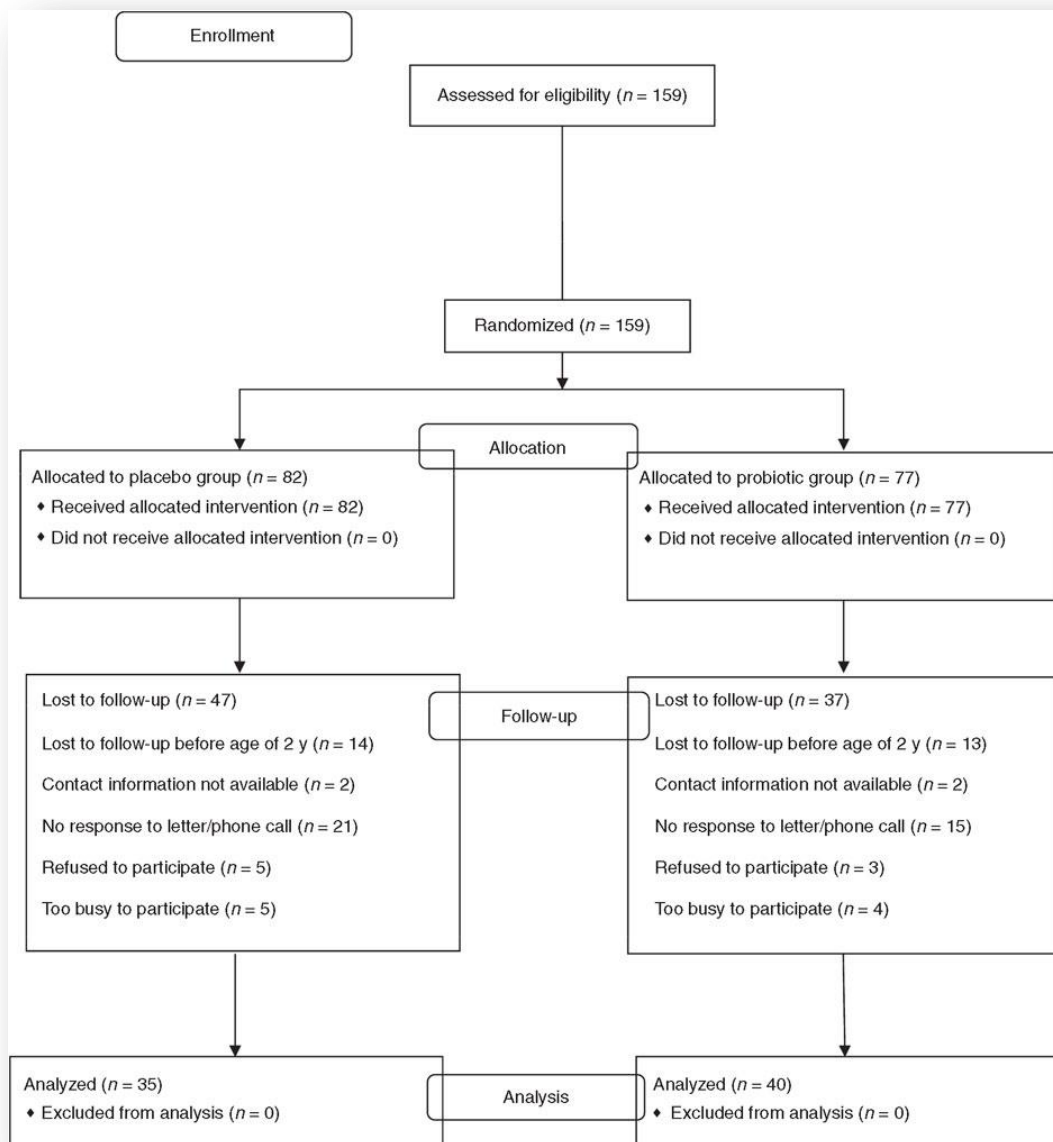 Enrollment
Assessed for eligibility (n = 159)
Randomized (n = 159)
Allocation
Allocated to placebo group (n = 82)
♦ Received allocated intervention (n = 82)
♦ Did not receive allocated intervention (n = 0)
Allocated to probiotic group (n = 77)
♦ Received allocated intervention (n = 77)
♦ Did not receive allocated intervention (n = 0)
Follow-up
Lost to follow-up (n = 47)
Lost to follow-up before age of 2 y (n = 14)
Contact information not available (n = 2)
No response to letter/phone call (n = 21)
Refused to participate (n = 5)
Too busy to participate (n = 5)
Lost to follow-up (n = 37)
Lost to follow-up before age of 2 y (n = 13)
Contact information not available (n = 2)
No response to letter/phone call (n = 15)
Refused to participate (n = 3)
Too busy to participate (n = 4)
Analysis
Analyzed (n = 35)
♦ Excluded from analysis (n = 0)
Analyzed (n = 40)
♦ Excluded from analysis (n = 0)